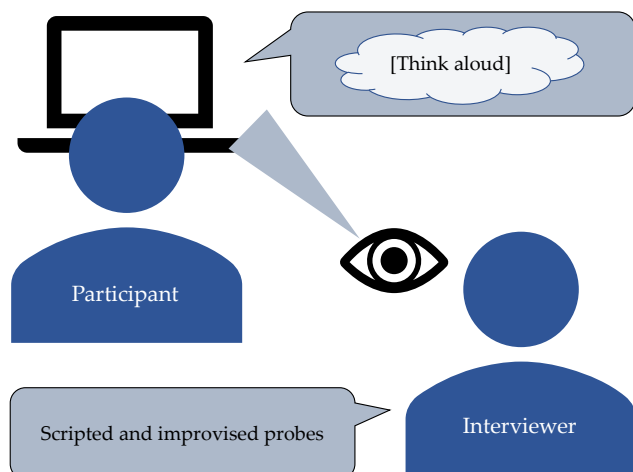 [Think aloud]
Participant
Interviewer
Scripted and improvised probes